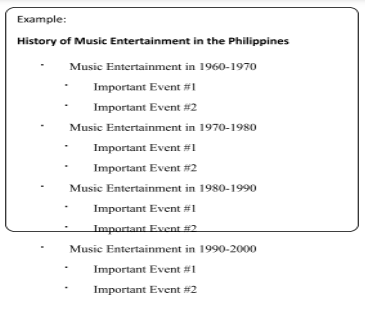 Example:
History of Music Entertainment in the Philippines
- Music Entertainment in 1960-1970
- Important Event #1
- Important Event #2
- Music Entertainment in 1970-1980
- Important Event #1
- Important Event #2
- Music Entertainment in 1980-1990
- Important Event #1
- Important Event #2
- Music Entertainment in 1990-2000
- Important Event #1
- Important Event #2